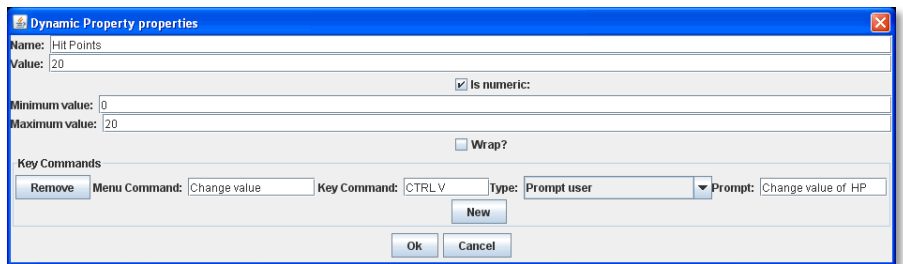 Dynamic Property properties
Name: Hit Points
Value: 20
Is numeric:
Minimum value: 0
Maximum value: 20
Wrap?
Key Commands
Remove Menu Command: Change value Key Command: CTRL V Type: Prompt user Prompt: Change value of HP
New
Ok Cancel